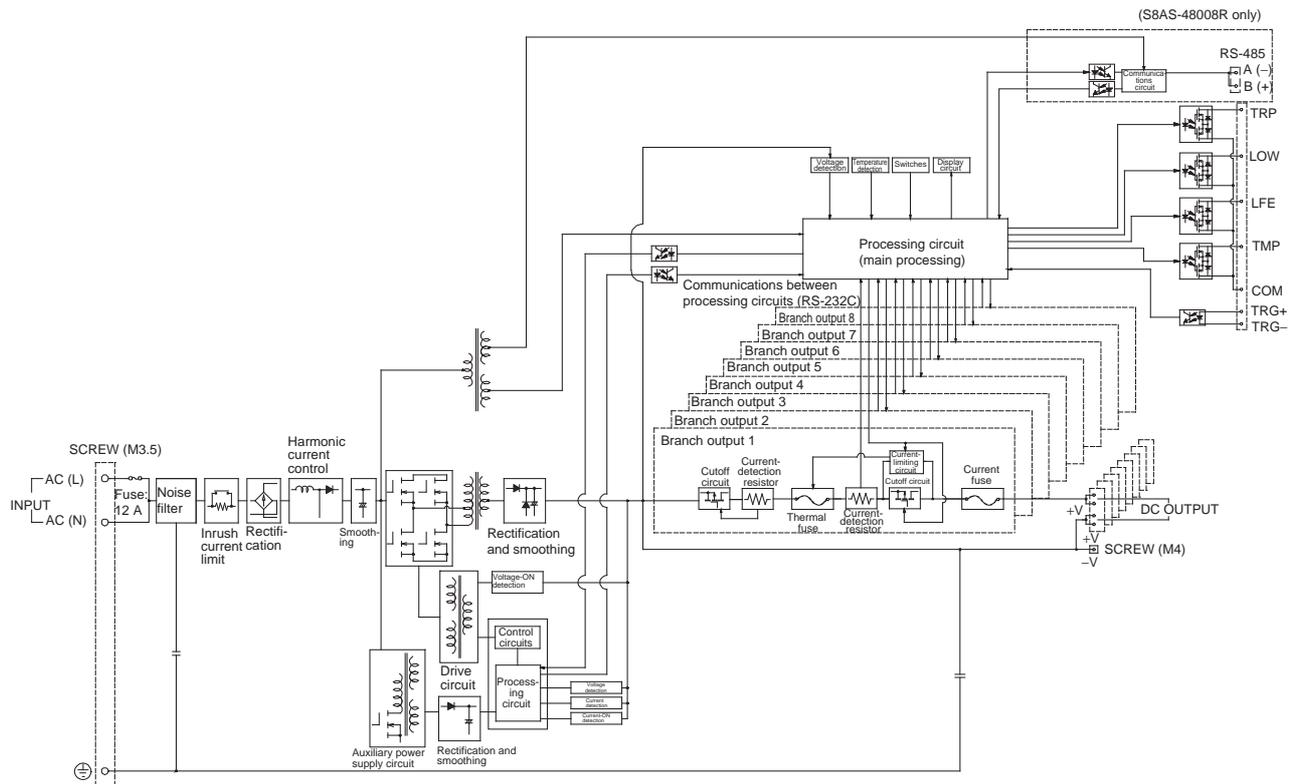 (S8AS-48008R only)
RS-485
A (–)
B (+)
Communica-
tions
circuit
TRP
LOW
LFE
TMP
COM
TRG+
TRG–
Voltage
detection
Temperature
detection
Switches
Display
circuit
Processing circuit
(main processing)
Communications between
processing circuits (RS-232C)
Branch output 8
Branch output 7
Branch output 6
Branch output 5
Branch output 4
Branch output 3
Branch output 2
Branch output 1
Cutoff
circuit
Current-
detection
resistor
Thermal
fuse
Current-
detection
resistor
Current-
limiting
circuit
Cutoff circuit
Current
fuse
+V
DC OUTPUT
+V
–V
SCREW (M4)
SCREW (M3.5)
INPUT
AC (L)
AC (N)
Fuse:
12 A
Noise
filter
Inrush
current
limit
Rectifi-
cation
Harmonic
current
control
Smooth-
ing
Rectification
and smoothing
Voltage-ON
detection
Drive
circuit
Control
circuits
Process-
ing
circuit
Voltage
detection
Current
detection
Current-ON
detection
Auxiliary power
supply circuit
Rectification and
smoothing